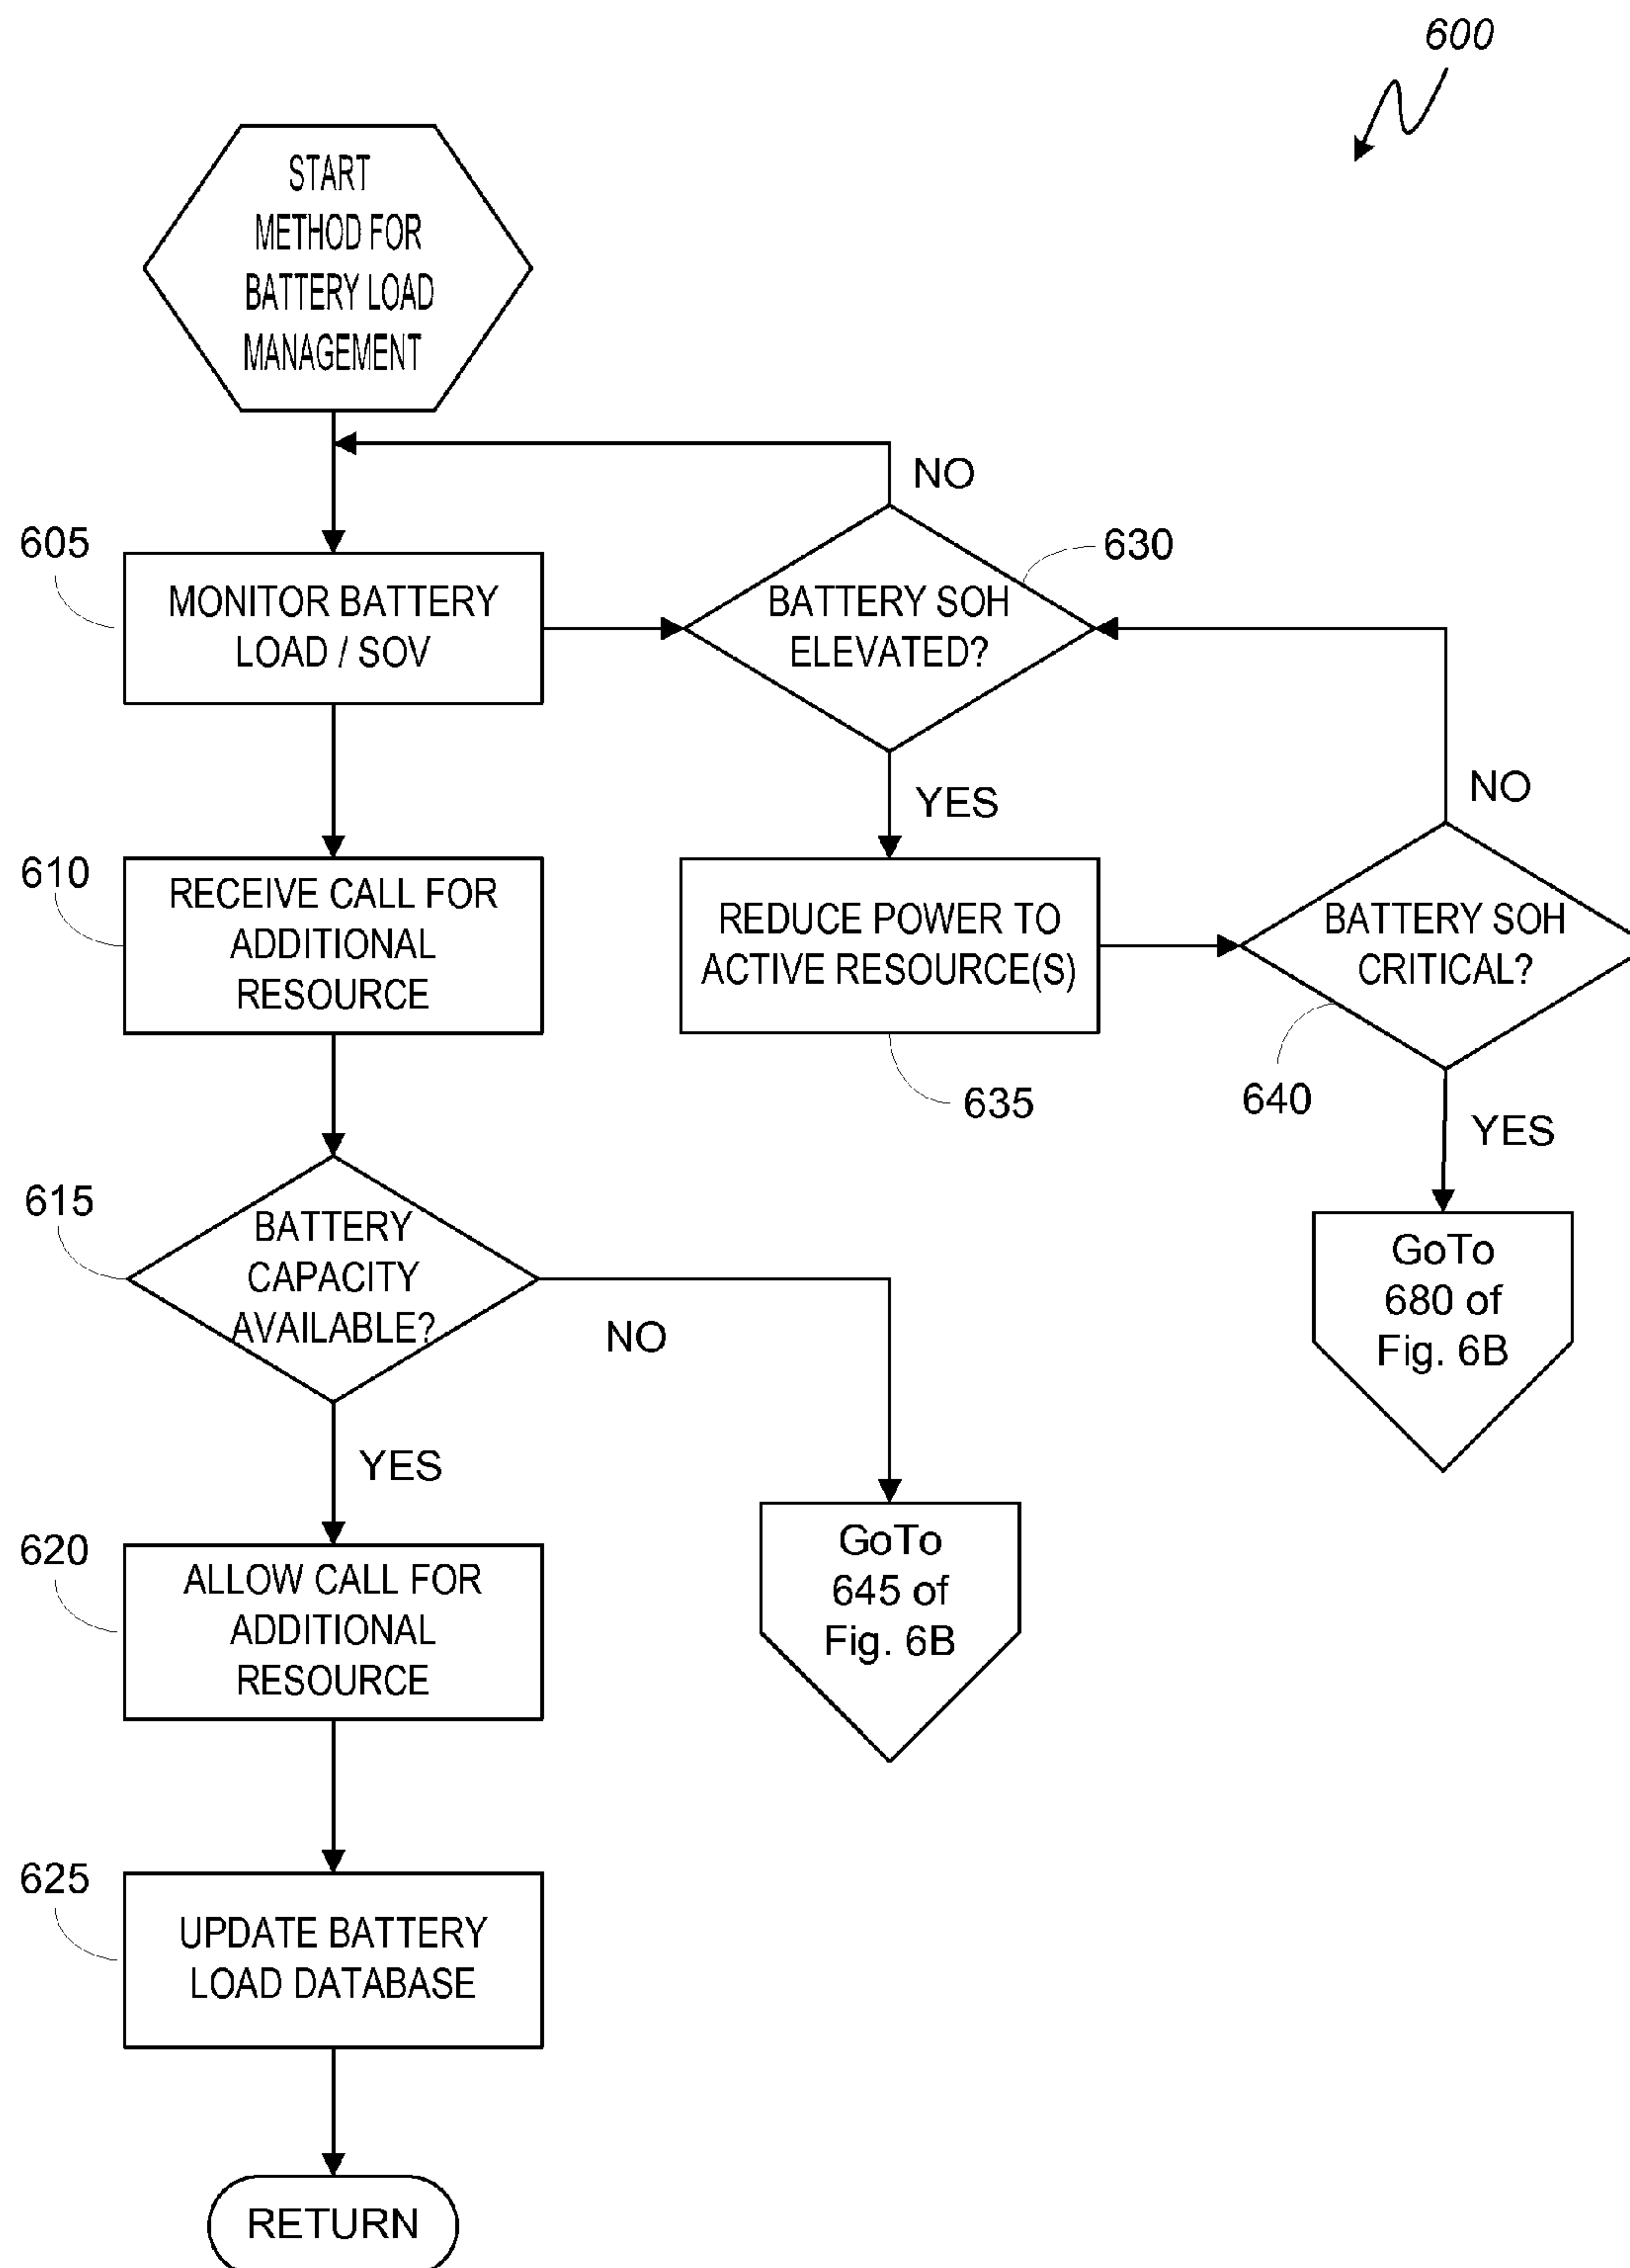 600
START
METHOD FOR
BATTERY LOAD
MANAGEMENT
NO
605
MONITOR BATTERY
LOAD / SOV
630
BATTERY SOH
ELEVATED?
YES
NO
610
RECEIVE CALL FOR
ADDITIONAL
RESOURCE
REDUCE POWER TO
ACTIVE RESOURCE(S)
635
BATTERY SOH
CRITICAL?
640
YES
GoTo
680 of
Fig. 6B
615
BATTERY
CAPACITY
AVAILABLE?
NO
YES
GoTo
645 of
Fig. 6B
620
ALLOW CALL FOR
ADDITIONAL
RESOURCE
625
UPDATE BATTERY
LOAD DATABASE
RETURN